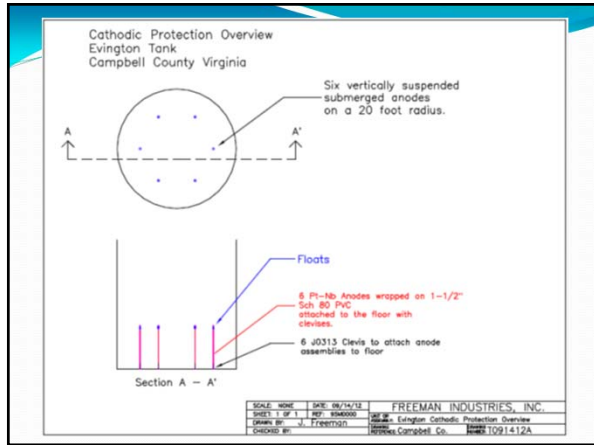 Cathodic Protection Overview
Evington Tank
Campbell County Virginia
Six vertically suspended
submerged anodes
on a 20 foot radius.
A
A'
Floats
6 Pt-Nb Anodes wrapped on 1-1/2"
Sch 80 PVC
attached to the floor with
clevises.
6 J0313 Clevis to attach anode
assemblies to floor
Section A - A'
SCALE: NONE
DATE: 09/14/12
FREEMAN INDUSTRIES, INC.
SHEET: 1 OF 1
Evington Cathodic Protection Overview
DRAWN BY: J. Freeman
CHECKED BY:
Campbell Co.
T091412A